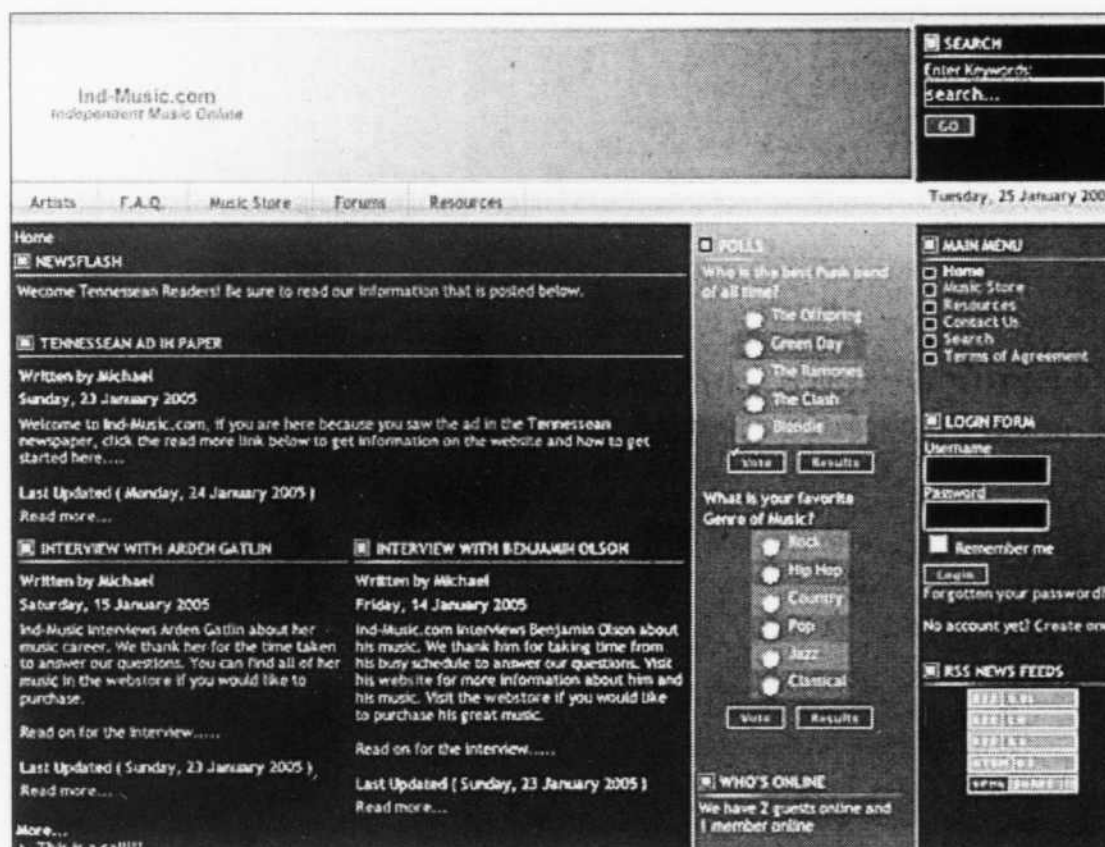 Ind-Music.com
Independent Music Online
SEARCH
Enter Keywords:
search...
GO
Artists F.A.Q. Music Store Forums Resources
Tuesday, 25 January 200
Home
NEWSFLASH
Wecome Tennessean Readers! Be sure to read our information that is posted below.
TENNESSEAN AD IN PAPER
Written by Michael
Sunday, 23 January 2005
Welcome to Ind-Music.com, if you are here because you saw the ad in the Tennessean
newspaper, click the read more link below to get information on the website and how to get
started here....
Last Updated ( Monday, 24 January 2005 )
Read more...
INTERVIEW WITH ARDEN GATLIN
Written by Michael
Saturday, 15 January 2005
Ind-Music interviews Arden Gatlin about her
music career. We thank her for the time taken
to answer our questions. You can find all of her
music in the webstore if you would like to
purchase.
Read on for the interview.....
Last Updated ( Sunday, 23 January 2005 )
Read more...
More...
INTERVIEW WITH BENJAMIN OLSON
Written by Michael
Friday, 14 January 2005
Ind-Music.com interviews Benjamin Olson about
his music. We thank him for taking time from
his busy schedule to answer our questions. Visit
his website for more information about him and
his music. Visit the webstore if you would like
to purchase his great music.
Read on for the interview.....
Last Updated ( Sunday, 23 January 2005 )
Read more...
POLLS
Who is the best Punk band
of all time?
The Offspring
Green Day
The Ramones
The Clash
Blondie
Vote Results
What is your favorite
Genre of Music?
Rock
Hip Hop
Country
Pop
Jazz
Classical
Vote Results
WHO'S ONLINE
We have 2 guests online and
1 member online
MAIN MENU
Home
Music Store
Resources
Contact Us
Search
Terms of Agreement
LOGIN FORM
Username
Password
Remember me
Login
Forgotten your password?
No account yet? Create one
RSS NEWS FEEDS